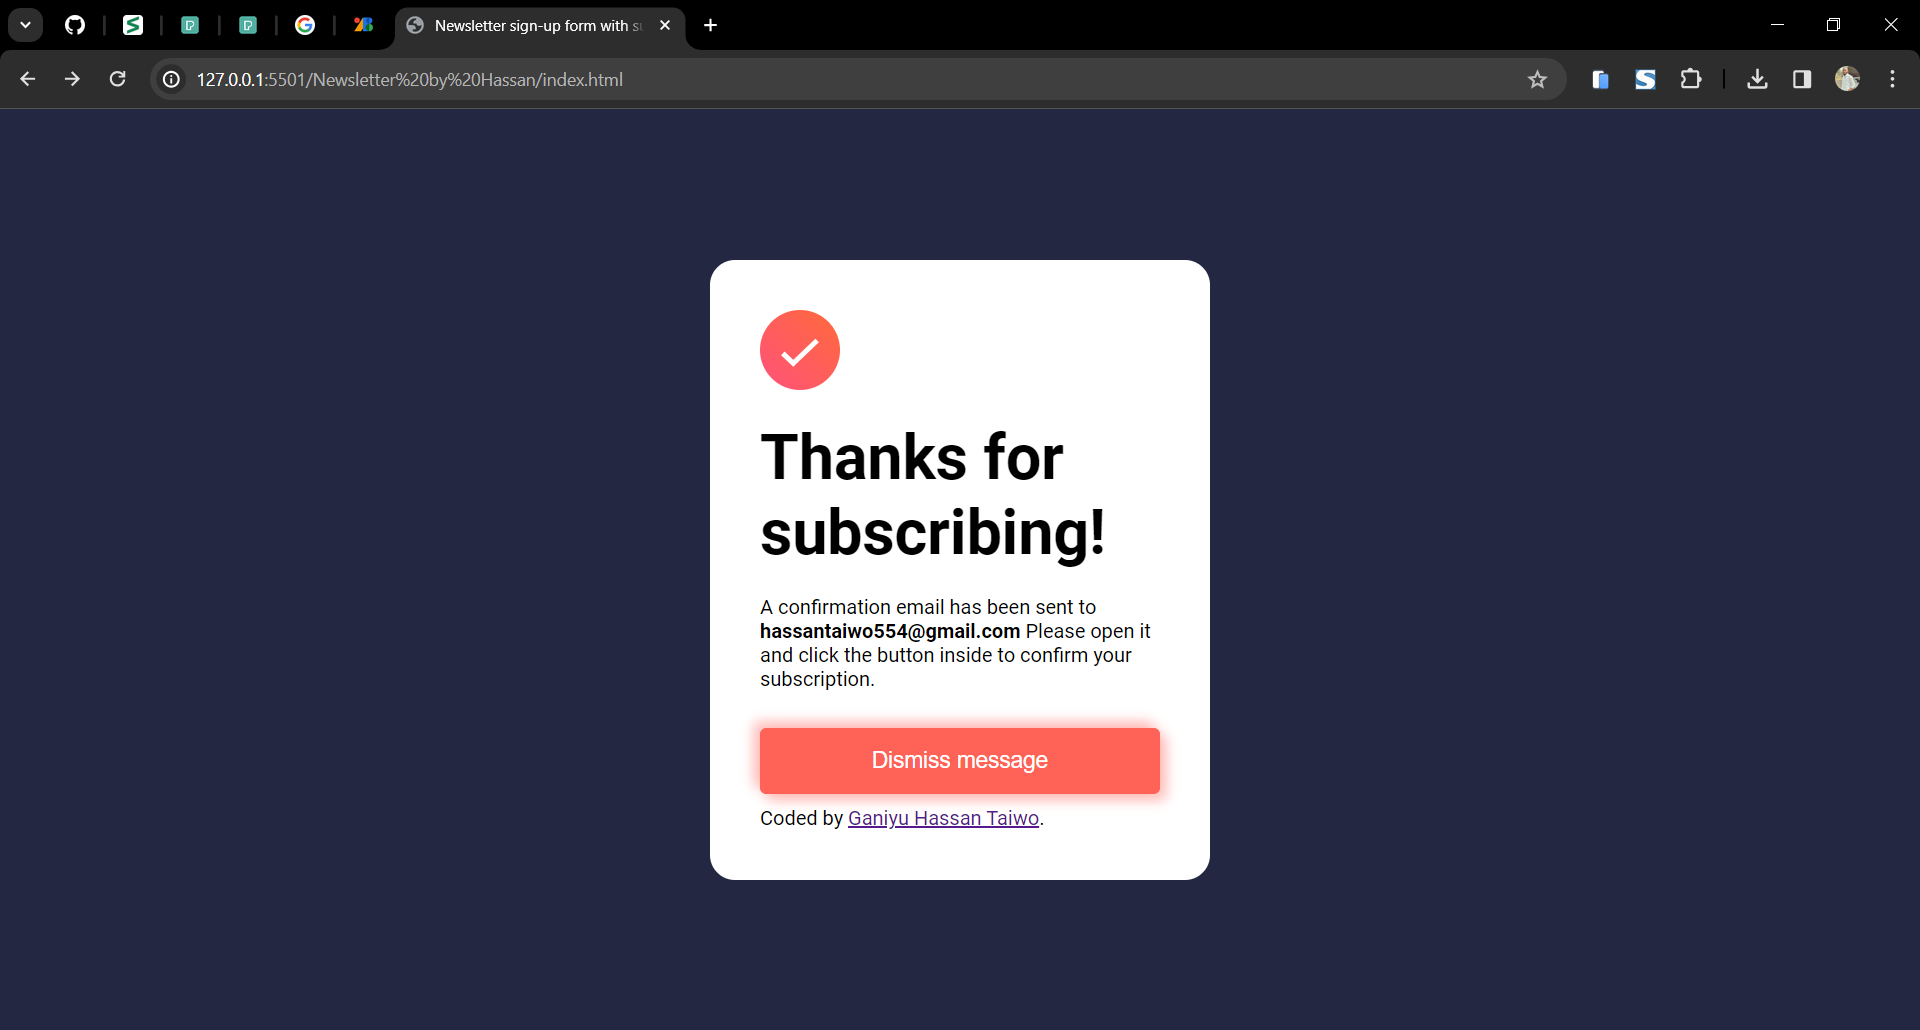 Newsletter sign-up form with s
127.0.0.1:5501/Newsletter%20by%20Hassan/index.html
Thanks for
subscribing!
A confirmation email has been sent to
hassantaiwo554@gmail.com Please open it
and click the button inside to confirm your
subscription.
Dismiss message
Coded by Ganiyu Hassan Taiwo.